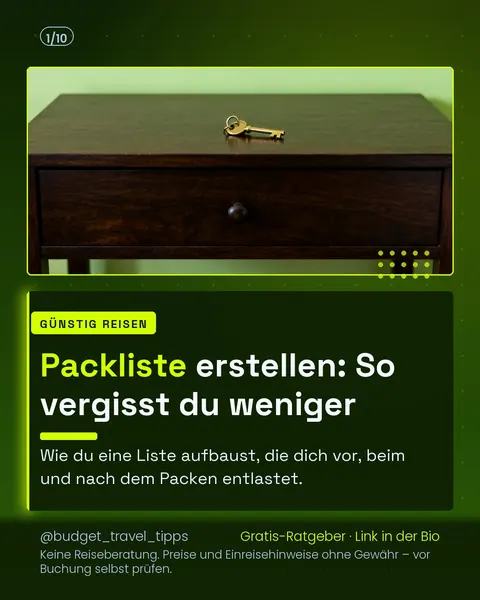 1/10
GÜNSTIG REISEN
Packliste erstellen: So
vergisst du weniger
Wie du eine Liste aufbaust, die dich vor, beim
und nach dem Packen entlastet.
@budget_travel_tipps
Gratis-Ratgeber · Link in der Bio
Keine Reiseberatung. Preise und Einreisehinweise ohne Gewähr – vor
Buchung selbst prüfen.